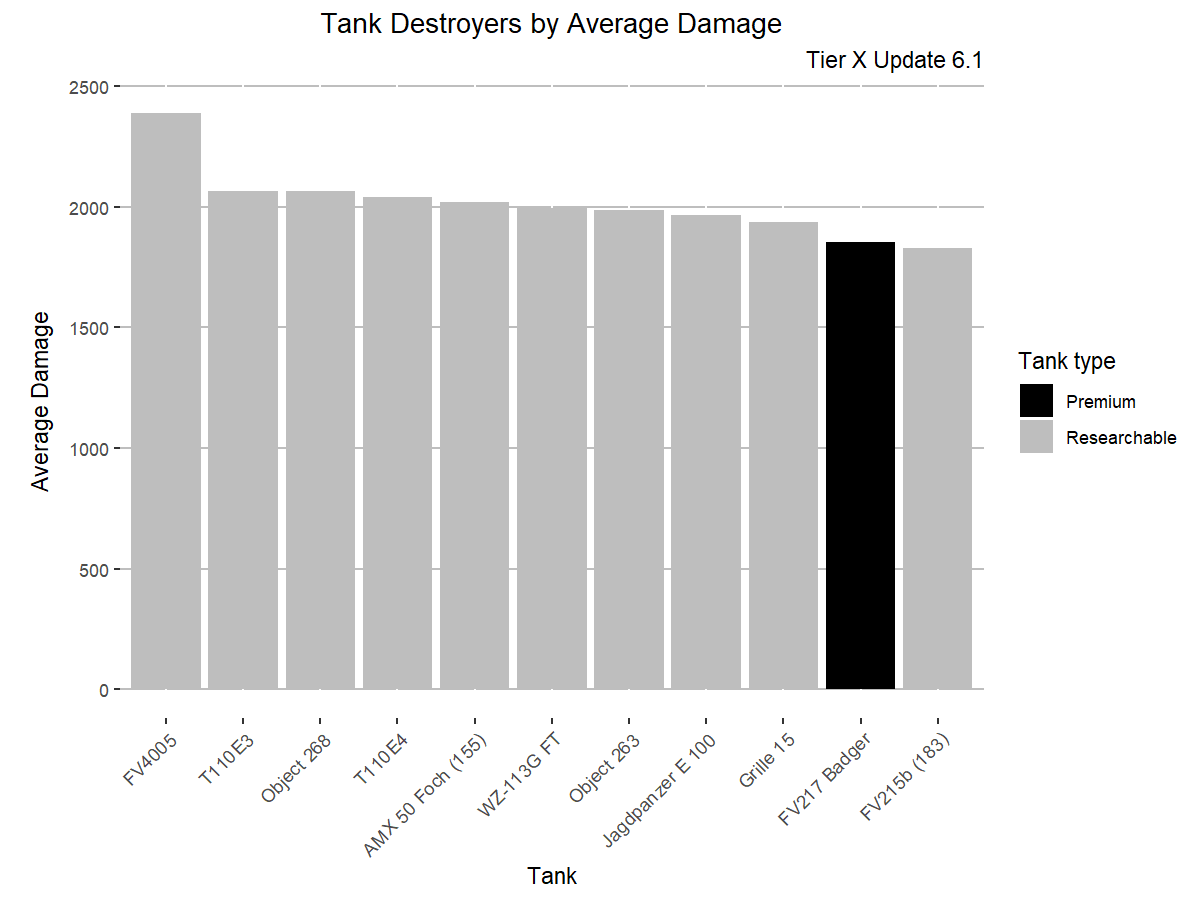 Tank Destroyers by Average Damage
Tier X Update 6.1
2500
2000
1500
1000
500
0
Average Damage
FV4005
T110E3
Object 268
T110E4
AMX 50 Foch (155)
WZ-113G FT
Object 263
Jagdpanzer E 100
Grille 15
FV217 Badger
FV215b (183)
Tank
Tank type
Premium
Researchable